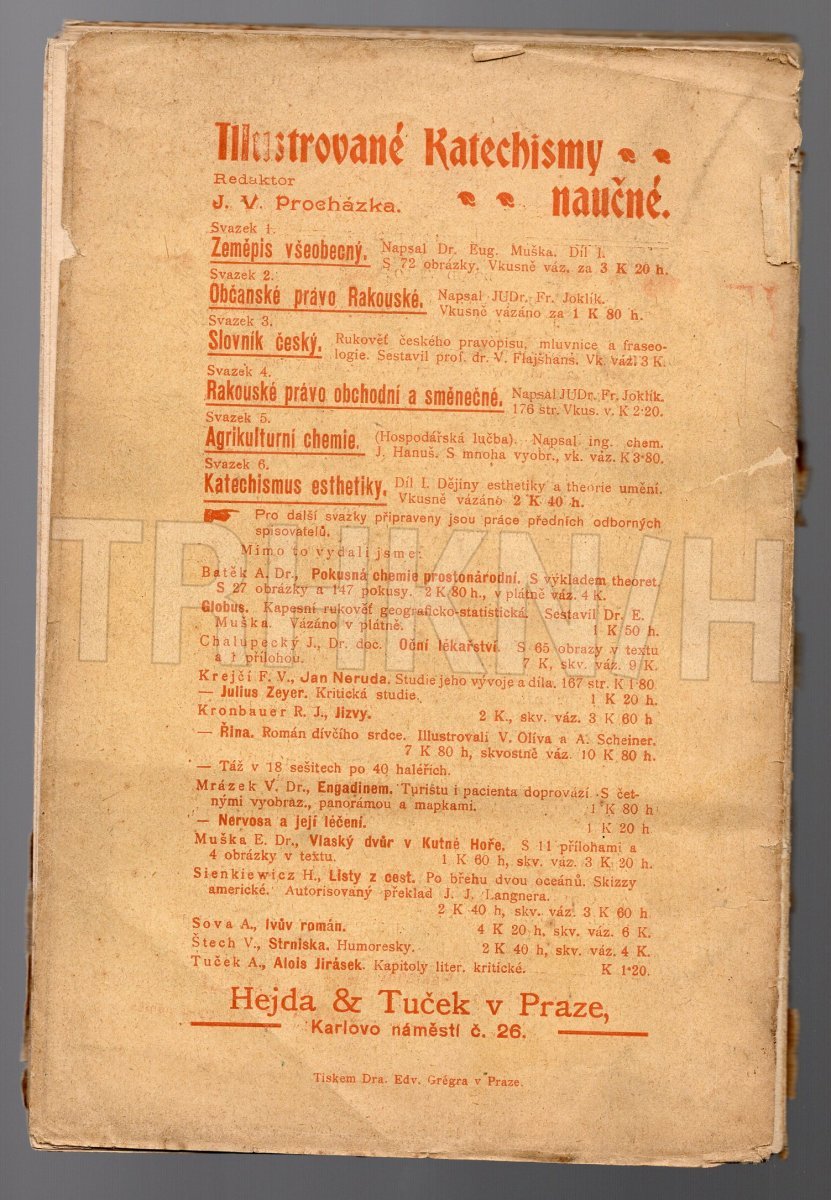 Illustrované Katechismy
Redaktor
J. V. Procházka.
naučné.
Svazek 1.
Zeměpis všeobecný. Napsal Dr. Eug. Muška. Díl I.
S 72 obrázky. Vkusně váz. za 3 K 20 h.
Svazek 2.
Občanské právo Rakouské. Napsal JUDr. Fr. Joklík.
Vkusně vázáno za 1 K 80 h.
Svazek 3.
Slovník český. Rukověť českého pravopisu, mluvnice a fraseo-
logie. Sestavil prof. dr. V. Flajšhans. Vk. váz. 3 K.
Svazek 4.
Rakouské právo obchodní a směnečné. Napsal JUDr. Fr. Joklík.
176 str. Vkus. v. K 2·20.
Svazek 5.
Agrikulturní chemie. (Hospodářská lučba). Napsal ing. chem.
J. Hanuš. S mnoha vyobr., vk. váz. K 3·80.
Svazek 6.
Katechismus esthetiky. Díl I. Dějiny esthetiky a theorie umění.
Vkusně vázáno 2 K 40 h.
Pro další svazky připraveny jsou práce předních odborných
spisovatelů.
Mimo to vydali jsme:
Batěk A. Dr., Pokusná chemie prostonárodní. S výkladem theoret.
S 27 obrázky a 147 pokusy. 2 K 80 h., v plátně váz. 4 K.
Globus. Kapesní rukověť geograficko-statistická. Sestavil Dr. E.
Muška. Vázáno v plátně. 1 K 50 h.
Chalupecký J., Dr. doc. Oční lékařství. S 65 obrazy v textu
a 1 přílohou. 7 K, skv. váz. 9 K.
Krejčí F. V., Jan Neruda. Studie jeho vývoje a díla. 167 str. K 1·80
— Julius Zeyer. Kritická studie. 1 K 20 h.
Kronbauer R. J., Jizvy. 2 K., skv. váz. 3 K 60 h
— Řina. Román dívčího srdce. Illustrovali V. Oliva a A. Scheiner.
7 K 80 h, skvostně váz. 10 K 80 h.
— Táž v 18 sešitech po 40 haléřích.
Mrázek V. Dr., Engadinem. Turistu i pacienta doprovází. S čet-
nými vyobraz., panorámou a mapkami. 1 K 80 h
— Nervosa a její léčení. 1 K 20 h
Muška E. Dr., Vlaský dvůr v Kutné Hoře. S 11 přílohami a
4 obrázky v textu. 1 K 60 h, skv. váz. 3 K 20 h.
Sienkiewicz H., Listy z cest. Po břehu dvou oceánů. Skizzy
americké. Autorisovaný překlad J. J. Langnera.
2 K 40 h, skv. váz. 3 K 60 h
Sova A., Ivův román. 4 K 20 h, skv. váz. 6 K.
Štech V., Strniska. Humoresky. 2 K 40 h, skv. váz. 4 K.
Tuček A., Alois Jirásek. Kapitoly liter. kritické. K 1·20.
Hejda & Tuček v Praze,
Karlovo náměstí č. 26.
Tiskem Dra. Edv. Grégra v Praze.
TRHKNIH